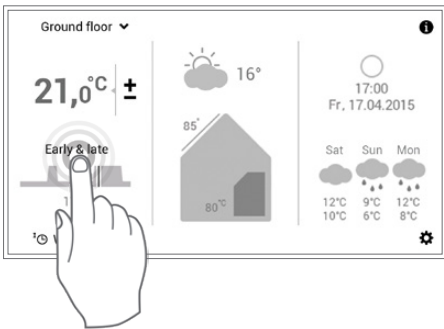 Ground floor
21,0°C
±
Early & late
1
16°
85°
80°C
17:00
Fr, 17.04.2015
Sat Sun Mon
12°C 9°C 12°C
10°C 6°C 8°C